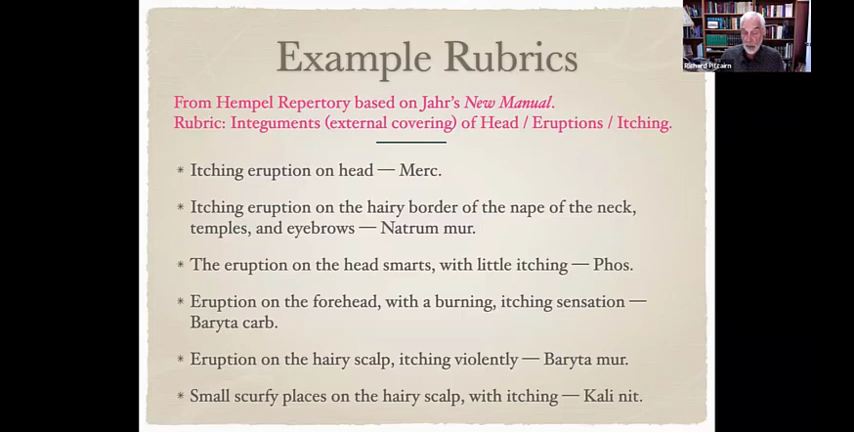 Example Rubrics
From Hempel Repertory based on Jahr's New Manual.
Rubric: Integuments (external covering) of Head / Eruptions / Itching.
* Itching eruption on head — Merc.
* Itching eruption on the hairy border of the nape of the neck,
temples, and eyebrows — Natrum mur.
* The eruption on the head smarts, with little itching — Phos.
* Eruption on the forehead, with a burning, itching sensation —
Baryta carb.
* Eruption on the hairy scalp, itching violently — Baryta mur.
* Small scurfy places on the hairy scalp, with itching — Kali nit.
Richard Pitcairn